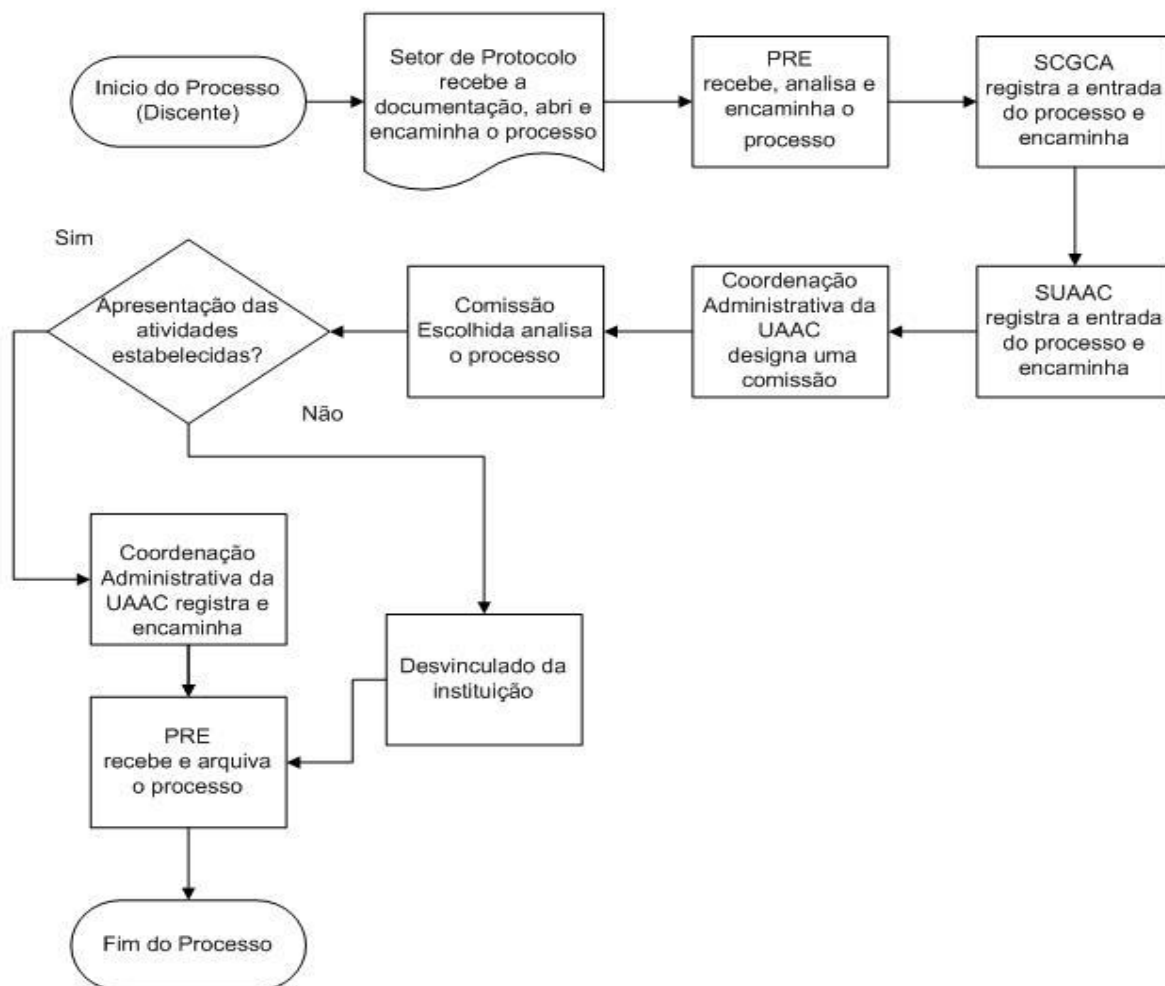 Inicio do Processo
(Discente)
Setor de Protocolo
recebe a
documentação, abri e
encaminha o processo
PRE
recebe, analisa e
encaminha o
processo
SCGCA
registra a entrada
do processo e
encaminha
SUAAC
registra a entrada
do processo e
encaminha
Coordenação
Administrativa da
UAAC
designa uma
comissão
Comissão
Escolhida analisa
o processo
Sim
Apresentação das
atividades
estabelecidas?
Não
Coordenação
Administrativa da
UAAC registra e
encaminha
Desvinculado da
instituição
PRE
recebe e arquiva
o processo
Fim do Processo